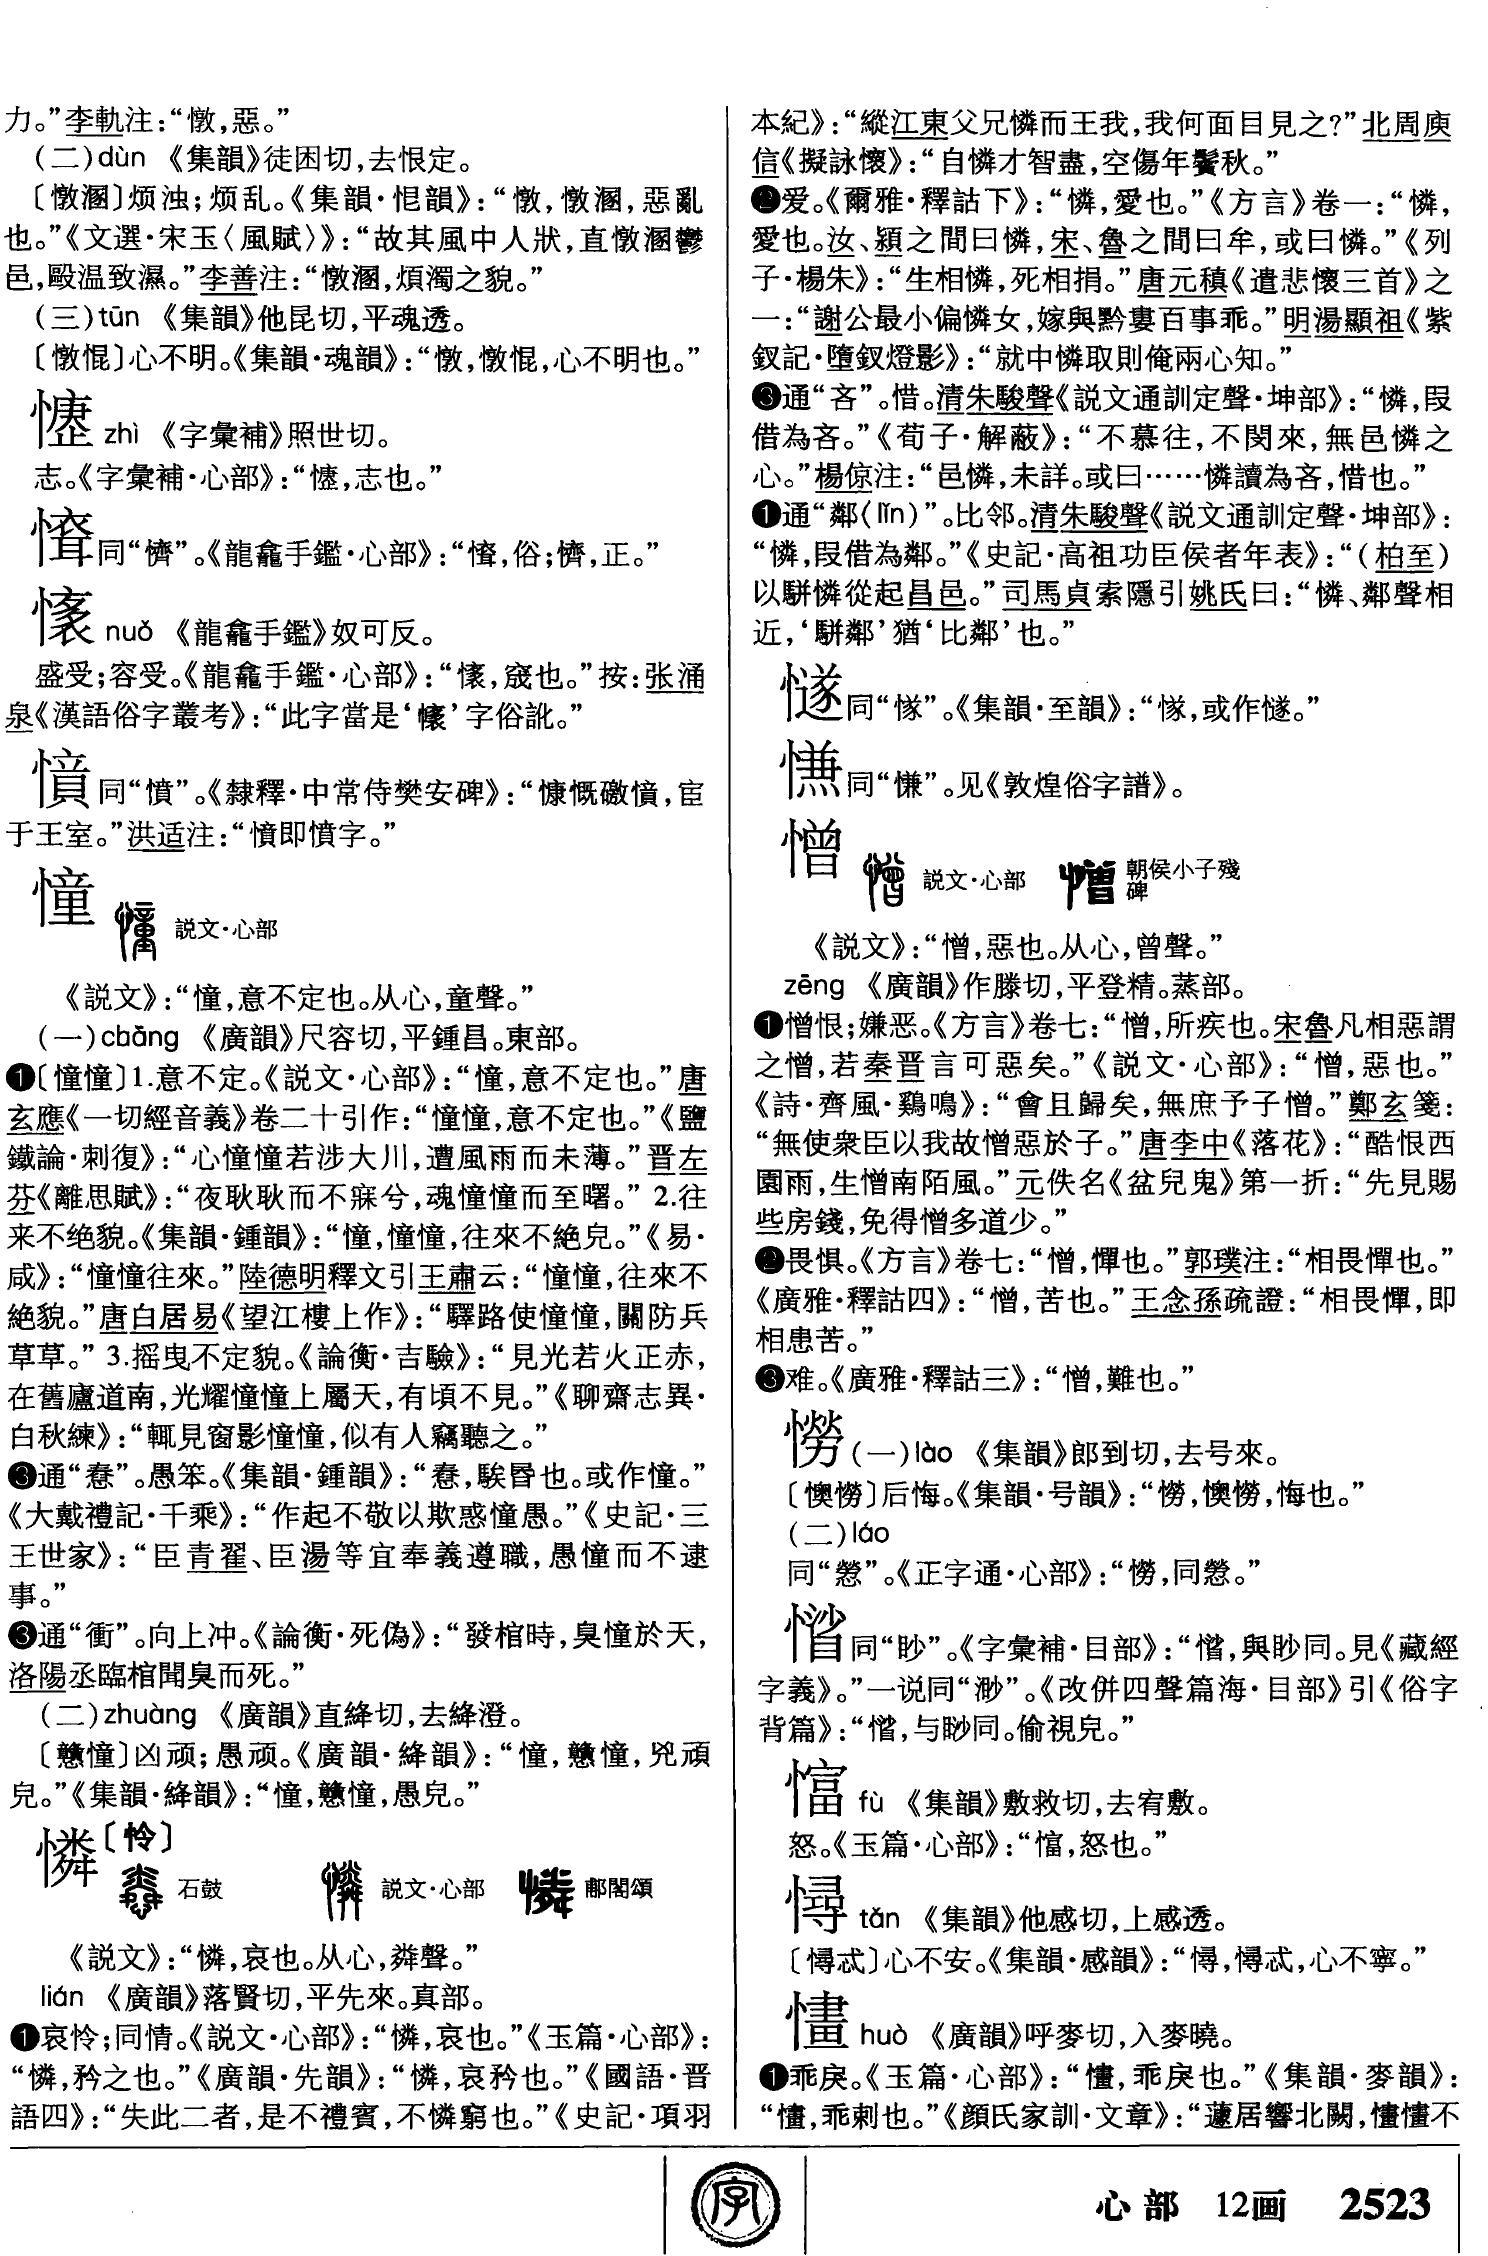 力。”李軌注：“憞，惡。”
（二）dùn 《集韻》徒困切，去恨定。
〔憞溷〕烦浊；烦乱。《集韻·恨韻》：“憞，憞溷，惡亂
也。”《文選·宋玉〈風賦〉》：“故其風中人狀，直憞溷鬱
邑，毆温致濕。”李善注：“憞溷，煩濁之貌。”
（三）tūn 《集韻》他昆切，平魂透。
〔憞惃〕心不明。《集韻·魂韻》：“憞，憞惃，心不明也。”
zhì 《字彙補》照世切。
志。《字彙補·心部》：“，志也。”
同“懠”。《龍龕手鑑·心部》：“，俗；懠，正。”
nuǒ 《龍龕手鑑》奴可反。
盛受；容受。《龍龕手鑑·心部》：“，窚也。”按：张涌
泉《漢語俗字叢考》：“此字當是‘’字俗訛。”
同“憤”。《隸釋·中常侍樊安碑》：“慷慨礉憤，宦
于王室。”洪适注：“即憤字。”
憧 説文·心部
《説文》：“憧，意不定也。从心，童聲。”
（一）chōng 《廣韻》尺容切，平鍾昌。東部。
❶〔憧憧〕1.意不定。《説文·心部》：“憧，意不定也。”唐
玄應《一切經音義》卷二十引作：“憧憧，意不定也。”《鹽
鐵論·刺復》：“心憧憧若涉大川，遭風雨而未薄。”晋左
芬《離思賦》：“夜耿耿而不寐兮，魂憧憧而至曙。” 2.往
来不绝貌。《集韻·鍾韻》：“憧，憧憧，往來不絶皃。”《易·
咸》：“憧憧往來。”陸德明釋文引王肅云：“憧憧，往來不
絶貌。”唐白居易《望江樓上作》：“驛路使憧憧，關防兵
草草。” 3.摇曳不定貌。《論衡·吉驗》：“見光若火正赤，
在舊廬道南，光耀憧憧上屬天，有頃不見。”《聊齋志異·
白秋練》：“輒見窗影憧憧，似有人竊聽之。”
❸通“惷”。愚笨。《集韻·鍾韻》：“惷，騃昬也。或作憧。”
《大戴禮記·千乘》：“作起不敬以欺惑憧愚。”《史記·三
王世家》：“臣青翟、臣湯等宜奉義遵職，愚憧而不逮
事。”
❸通“衝”。向上冲。《論衡·死偽》：“發棺時，臭憧於天，
洛陽丞臨棺聞臭而死。”
（二）zhuàng 《廣韻》直絳切，去絳澄。
〔戇憧〕凶顽；愚顽。《廣韻·絳韻》：“憧，戇憧，兇頑
皃。”《集韻·絳韻》：“憧，戇憧，愚皃。”
憐〔怜〕 石鼓 説文·心部 郙閣頌
《説文》：“憐，哀也。从心，粦聲。”
lián 《廣韻》落賢切，平先來。真部。
❶哀怜；同情。《説文·心部》：“憐，哀也。”《玉篇·心部》：
“憐，矜之也。”《廣韻·先韻》：“憐，哀矜也。”《國語·晋
語四》：“失此二者，是不禮賓，不憐窮也。”《史記·項羽
本紀》：“縱江東父兄憐而王我，我何面目見之？”北周庾
信《擬詠懷》：“自憐才智盡，空傷年鬢秋。”
❷爱。《爾雅·釋詁下》：“憐，愛也。”《方言》卷一：“憐，
愛也。汝、潁之間曰憐，宋、魯之間曰牟，或曰憐。”《列
子·楊朱》：“生相憐，死相捐。”唐元稹《遣悲懷三首》之
一：“謝公最小偏憐女，嫁與黔婁百事乖。”明湯顯祖《紫
釵記·墮釵燈影》：“就中憐取則俺兩心知。”
❸通“吝”。惜。清朱駿聲《説文通訓定聲·坤部》：“憐，叚
借為吝。”《荀子·解蔽》：“不慕往，不閔來，無邑憐之
心。”楊倞注：“邑憐，未詳。或曰……憐讀為吝，惜也。”
❶通“鄰（lín）”。比邻。清朱駿聲《説文通訓定聲·坤部》：
“憐，叚借為鄰。”《史記·高祖功臣侯者年表》：“（柏至）
以駢憐從起昌邑。”司馬貞索隱引姚氏曰：“憐、鄰聲相
近，‘駢鄰’猶‘比鄰’也。”
憽同“㥞”。《集韻·至韻》：“㥞，或作憽。”
同“慊”。见《敦煌俗字譜》。
憎 説文·心部 朝侯小子殘碑
《説文》：“憎，惡也。从心，曾聲。”
zēng 《廣韻》作滕切，平登精。蒸部。
❶憎恨；嫌恶。《方言》卷七：“憎，所疾也。宋魯凡相惡謂
之憎，若秦晋言可惡矣。”《説文·心部》：“憎，惡也。”
《詩·齊風·鷄鳴》：“會且歸矣，無庶予子憎。”鄭玄箋：
“無使衆臣以我故憎惡於子。”唐李中《落花》：“酷恨西
園雨，生憎南陌風。”元佚名《盆兒鬼》第一折：“先見賜
些房錢，免得憎多道少。”
❷畏惧。《方言》卷七：“憎，憚也。”郭璞注：“相畏憚也。”
《廣雅·釋詁四》：“憎，苦也。”王念孫疏證：“相畏憚，即
相患苦。”
❸难。《廣雅·釋詁三》：“憎，難也。”
憦（一）lào 《集韻》郎到切，去号來。
〔懊憦〕后悔。《集韻·号韻》：“憦，懊憦，悔也。”
（二）láo
同“憥”。《正字通·心部》：“憦，同憥。”
同“眇”。《字彙補·目部》：“，與眇同。見《藏經
字義》。”一说同“渺”。《改併四聲篇海·目部》引《俗字
背篇》：“，与眇同。偷視皃。”
fù 《集韻》敷救切，去宥敷。
怒。《玉篇·心部》：“，怒也。”
憳 tǎn 《集韻》他感切，上感透。
〔憳忒〕心不安。《集韻·感韻》：“憳，憳忒，心不寧。”
㦎 huò 《廣韻》呼麥切，入麥曉。
❶乖戾。《玉篇·心部》：“㦎，乖戾也。”《集韻·麥韻》：
“㦎，乖剌也。”《顔氏家訓·文章》：“蘧居響北闕，㦎㦎不
字
心部 12画 2523